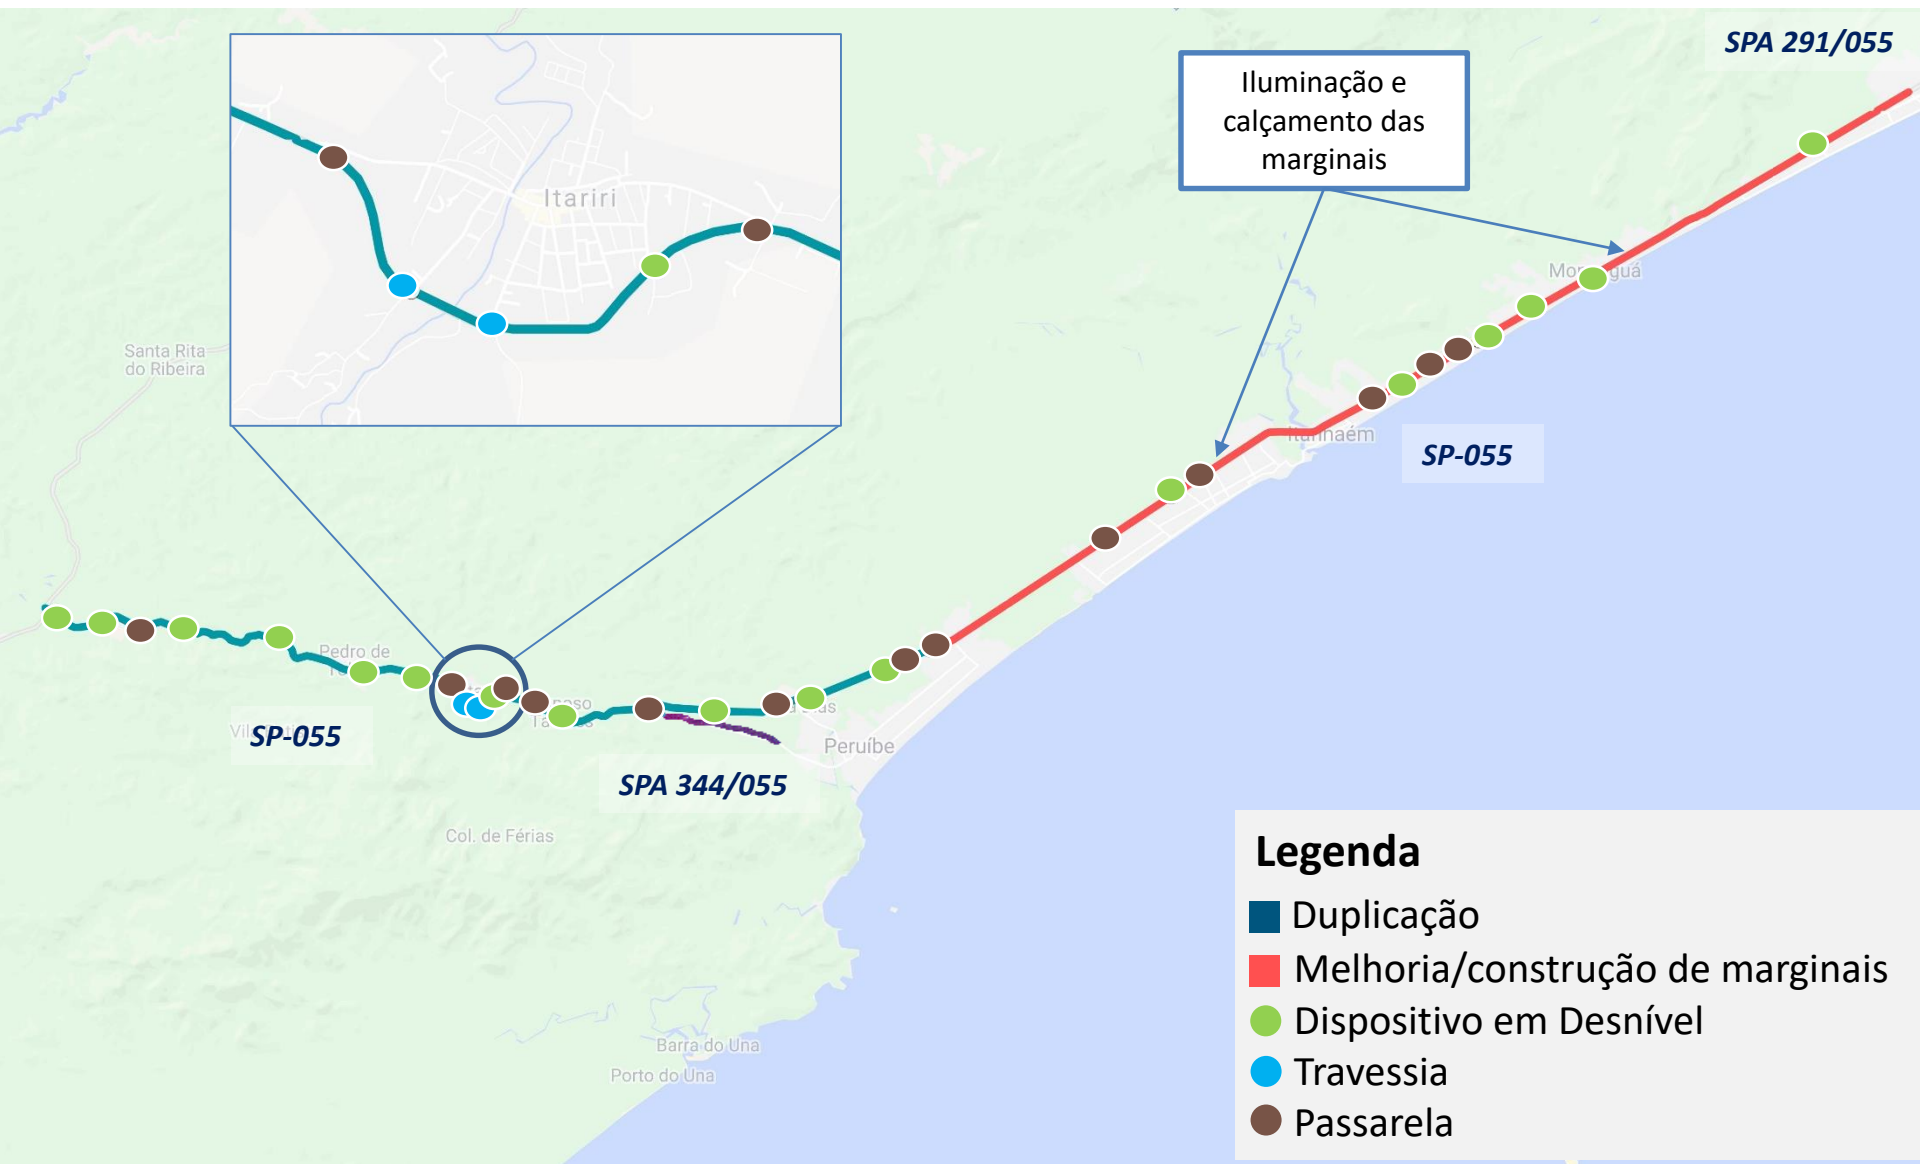 SPA 291/055
Iluminação e
calçamento das
marginais
Itariri
Santa Rita
do Ribeira
Itanhaém
SP-055
Pedro de
SP-055
SPA 344/055
Peruíbe
Col. de Férias
Barra do Una
Porto do Una
Legenda
Duplicação
Melhoria/construção de marginais
Dispositivo em Desnível
Travessia
Passarela